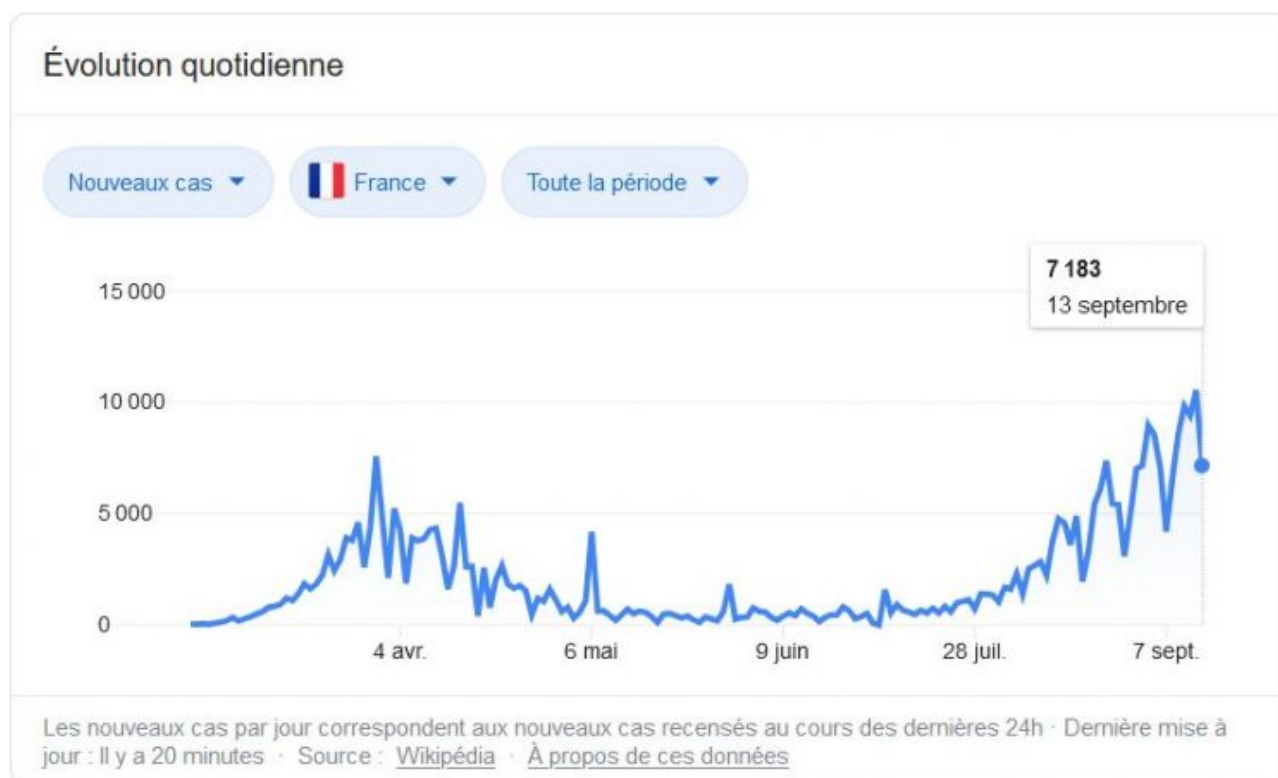 Évolution quotidienne
Nouveaux cas
France
Toute la période
7 183
13 septembre
15 000
10 000
5 000
0
4 avr.
6 mai
9 juin
28 juil.
7 sept.
Les nouveaux cas par jour correspondent aux nouveaux cas recensés au cours des dernières 24h · Dernière mise à
jour : Il y a 20 minutes · Source : Wikipédia · À propos de ces données